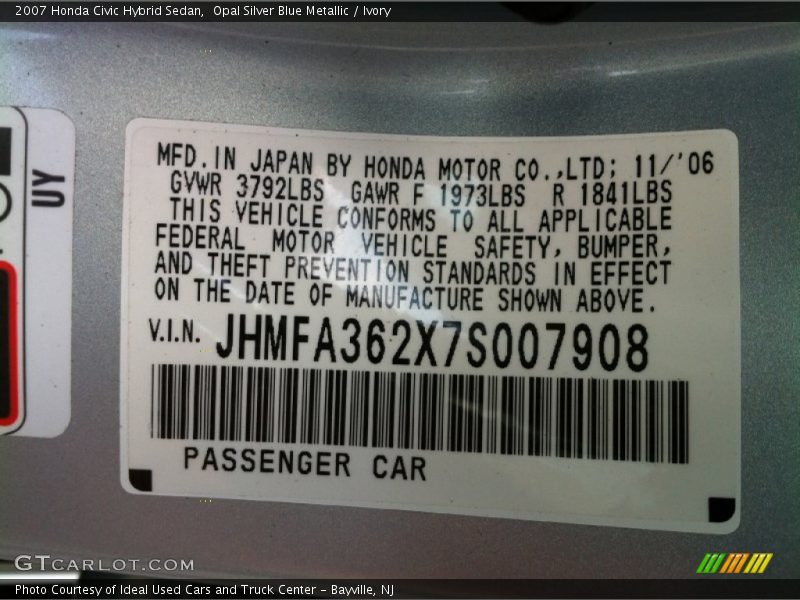 2007 Honda Civic Hybrid Sedan,  Opal Silver Blue Metallic / Ivory
UY
MFD. IN JAPAN BY HONDA MOTOR CO.,LTD; 11/'06
GVWR 3792LBS GAWR F 1973LBS R 1841LBS
THIS VEHICLE CONFORMS TO ALL APPLICABLE
FEDERAL MOTOR VEHICLE SAFETY, BUMPER,
AND THEFT PREVENTION STANDARDS IN EFFECT
ON THE DATE OF MANUFACTURE SHOWN ABOVE.
V.I.N. JHMFA362X7S007908
PASSENGER CAR
GTCARLOT.COM
Photo Courtesy of Ideal Used Cars and Truck Center – Bayville, NJ